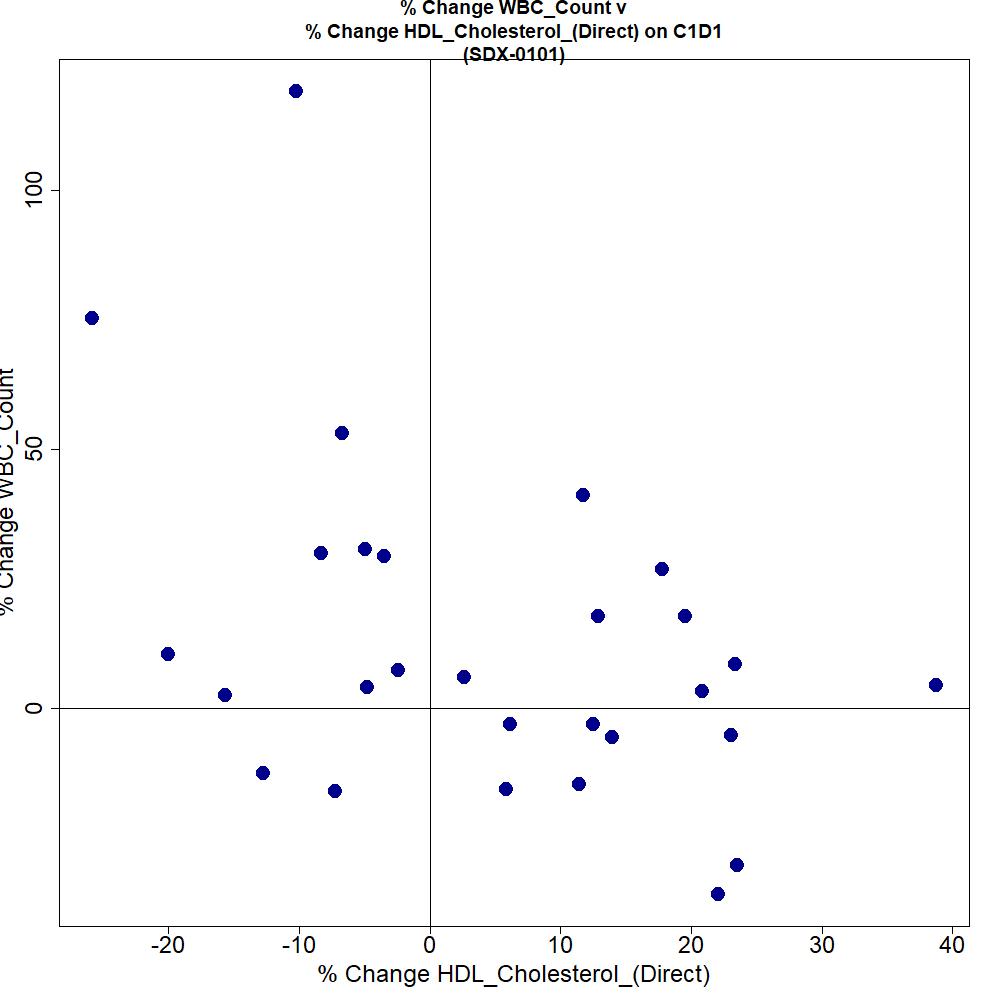 % Change WBC_Count v
% Change HDL_Cholesterol_(Direct) on C1D1
(SDX-0101)
% Change WBC_Count
100
50
0
-20 -10 0 10 20 30 40
% Change HDL_Cholesterol_(Direct)